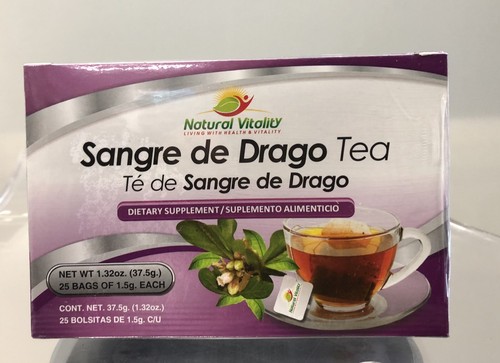 Natural Vitality
LIVING WITH HEALTH & VITALITY
Sangre de Drago Tea
Té de Sangre de Drago
DIETARY SUPPLEMENT / SUPLEMENTO ALIMENTICIO
NET WT 1.32oz. (37.5g.)
25 BAGS OF 1.5g. EACH
CONT. NET. 37.5g. (1.32oz.)
25 BOLSITAS DE 1.5g. C/U
Natural Vitality